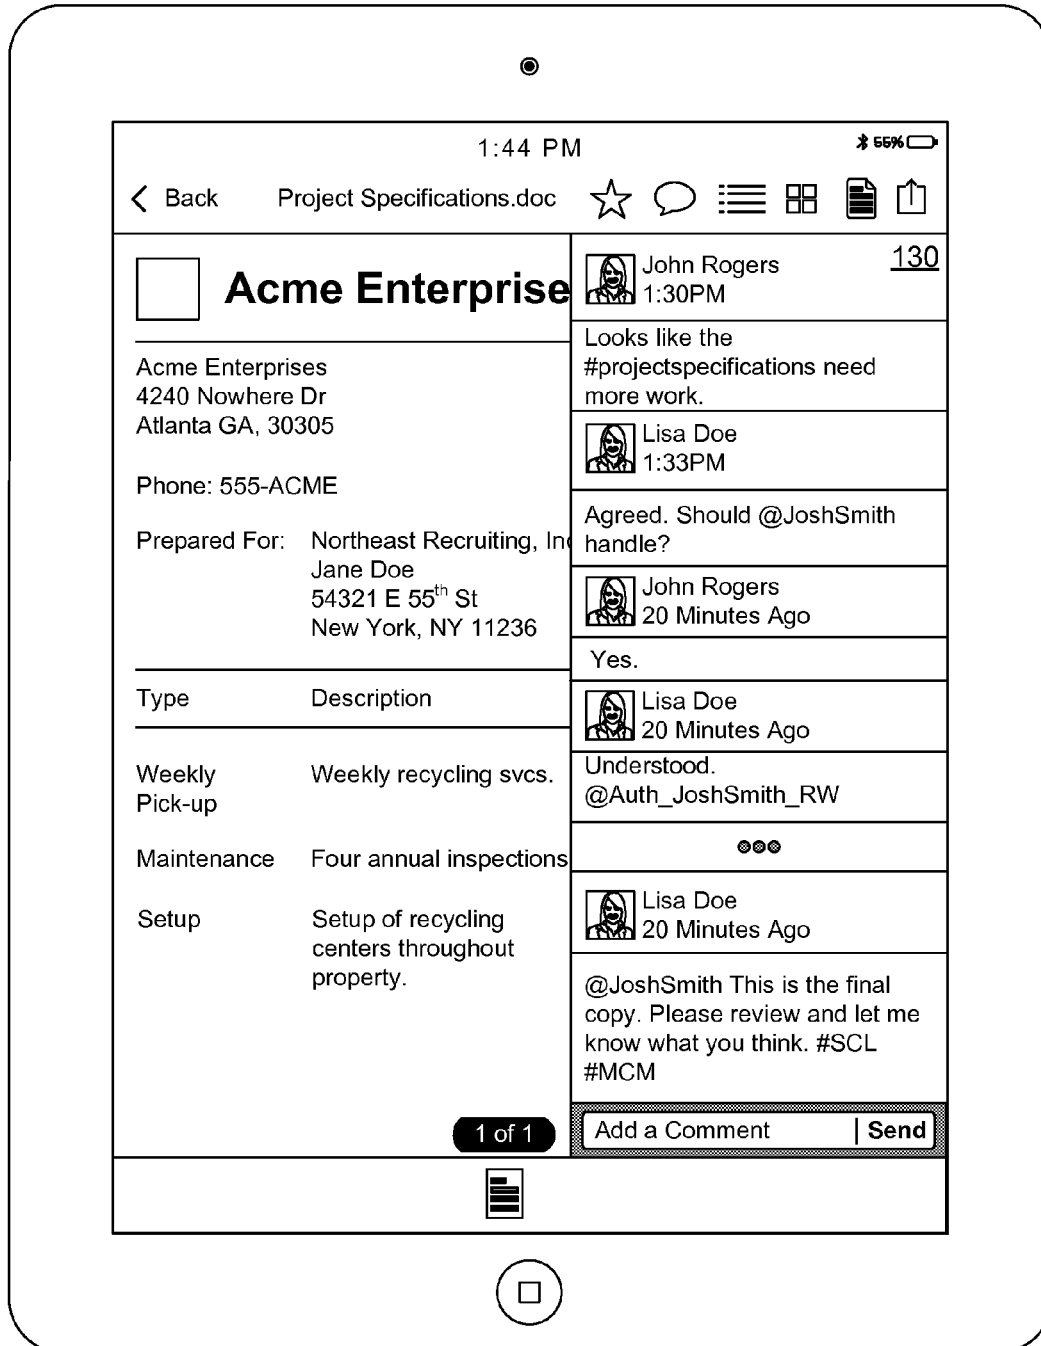 1:44 PM
55%
Back
Project Specifications.doc
Acme Enterprise
Acme Enterprises
4240 Nowhere Dr
Atlanta GA, 30305
Phone: 555-ACME
Prepared For: Northeast Recruiting, Inc
Jane Doe
54321 E 55th St
New York, NY 11236
Type Description
Weekly Pick-up Weekly recycling svcs.
Maintenance Four annual inspections
Setup Setup of recycling
centers throughout
property.
1 of 1
130
John Rogers
1:30PM
Looks like the
#projectspecifications need
more work.
Lisa Doe
1:33PM
Agreed. Should @JoshSmith
handle?
John Rogers
20 Minutes Ago
Yes.
Lisa Doe
20 Minutes Ago
Understood.
@Auth_JoshSmith_RW
Lisa Doe
20 Minutes Ago
@JoshSmith This is the final
copy. Please review and let me
know what you think. #SCL
#MCM
Add a Comment | Send